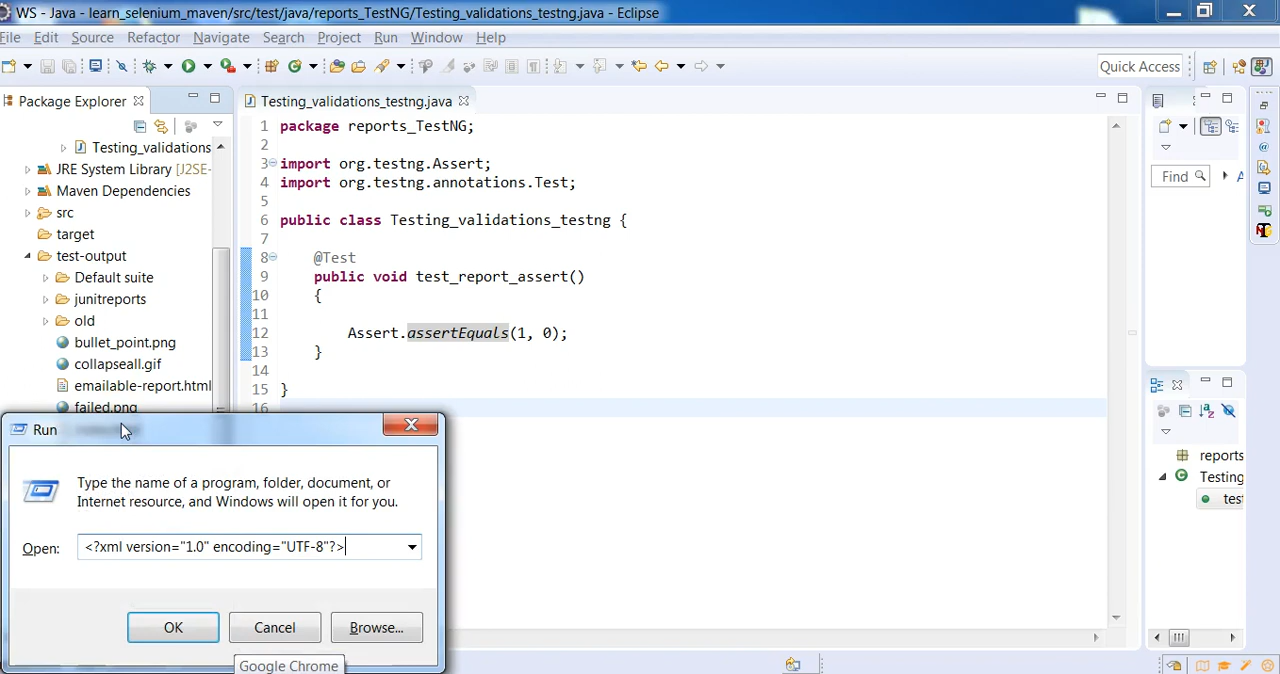 WS - Java - learn_selenium_maven/src/test/java/reports_TestNG/Testing_validations_testng.java - Eclipse
File Edit Source Refactor Navigate Search Project Run Window Help
Quick Access
Package Explorer
Testing_validations_testng.java
Testing_validations
JRE System Library [J2SE-
Maven Dependencies
src
target
test-output
Default suite
junitreports
old
bullet_point.png
collapseall.gif
emailable-report.html
failed.png
1 package reports_TestNG;
2
3 import org.testng.Assert;
4 import org.testng.annotations.Test;
5
6 public class Testing_validations_testng {
7
8 @Test
9 public void test_report_assert()
10 {
11
12 Assert.assertEquals(1, 0);
13 }
14
15 }
16
Find
A
reports
Testing
test
Run
Type the name of a program, folder, document, or
Internet resource, and Windows will open it for you.
Open: <?xml version="1.0" encoding="UTF-8"?>
OK Cancel Browse...
Google Chrome